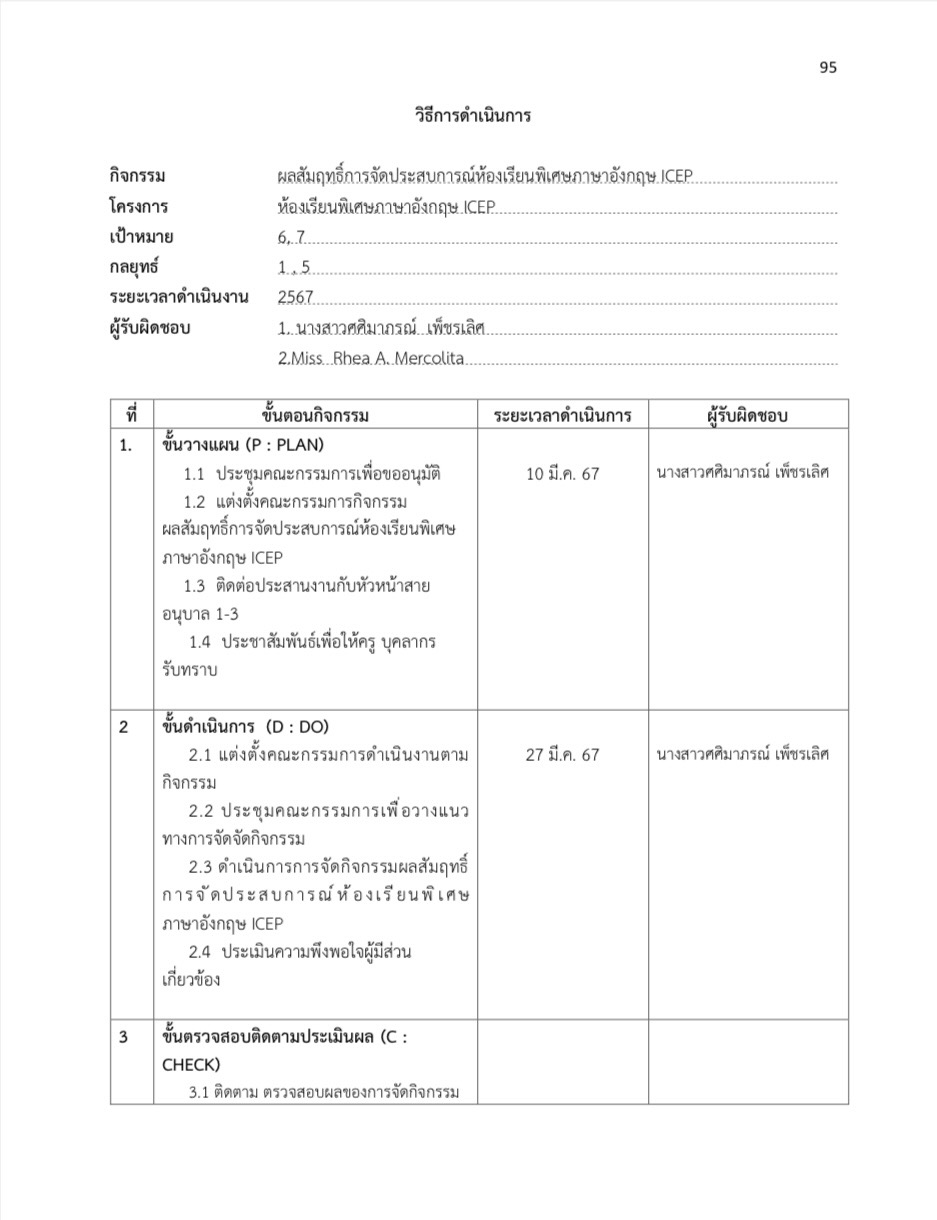 95
วิธีการดำเนินการ
กิจกรรม ผลสัมฤทธิ์การจัดประสบการณ์ห้องเรียนพิเศษภาษาอังกฤษ ICEP
โครงการ ห้องเรียนพิเศษภาษาอังกฤษ ICEP
เป้าหมาย 6, 7
กลยุทธ์ 1 , 5
ระยะเวลาดำเนินงาน 2567
ผู้รับผิดชอบ 1. นางสาวศศิมาภรณ์ เพ็ชรเลิศ
2.Miss Rhea A. Mercolita
ที่ ขั้นตอนกิจกรรม ระยะเวลาดำเนินการ ผู้รับผิดชอบ
1. ขั้นวางแผน (P : PLAN)
1.1 ประชุมคณะกรรมการเพื่อขออนุมัติ 10 มี.ค. 67 นางสาวศศิมาภรณ์ เพ็ชรเลิศ
1.2 แต่งตั้งคณะกรรมการกิจกรรม
ผลสัมฤทธิ์การจัดประสบการณ์ห้องเรียนพิเศษ
ภาษาอังกฤษ ICEP
1.3 ติดต่อประสานงานกับหัวหน้าสาย
อนุบาล 1-3
1.4 ประชาสัมพันธ์เพื่อให้ครู บุคลากร
รับทราบ
2 ขั้นดำเนินการ (D : DO)
2.1 แต่งตั้งคณะกรรมการดำเนินงานตาม 27 มี.ค. 67 นางสาวศศิมาภรณ์ เพ็ชรเลิศ
กิจกรรม
2.2 ประชุมคณะกรรมการเพื่อวางแนว
ทางการจัดจัดกิจกรรม
2.3 ดำเนินการการจัดกิจกรรมผลสัมฤทธิ์
การจัดประสบการณ์ห้องเรียนพิเศษ
ภาษาอังกฤษ ICEP
2.4 ประเมินความพึงพอใจผู้มีส่วน
เกี่ยวข้อง
3 ขั้นตรวจสอบติดตามประเมินผล (C :
CHECK)
3.1 ติดตาม ตรวจสอบผลของการจัดกิจกรรม